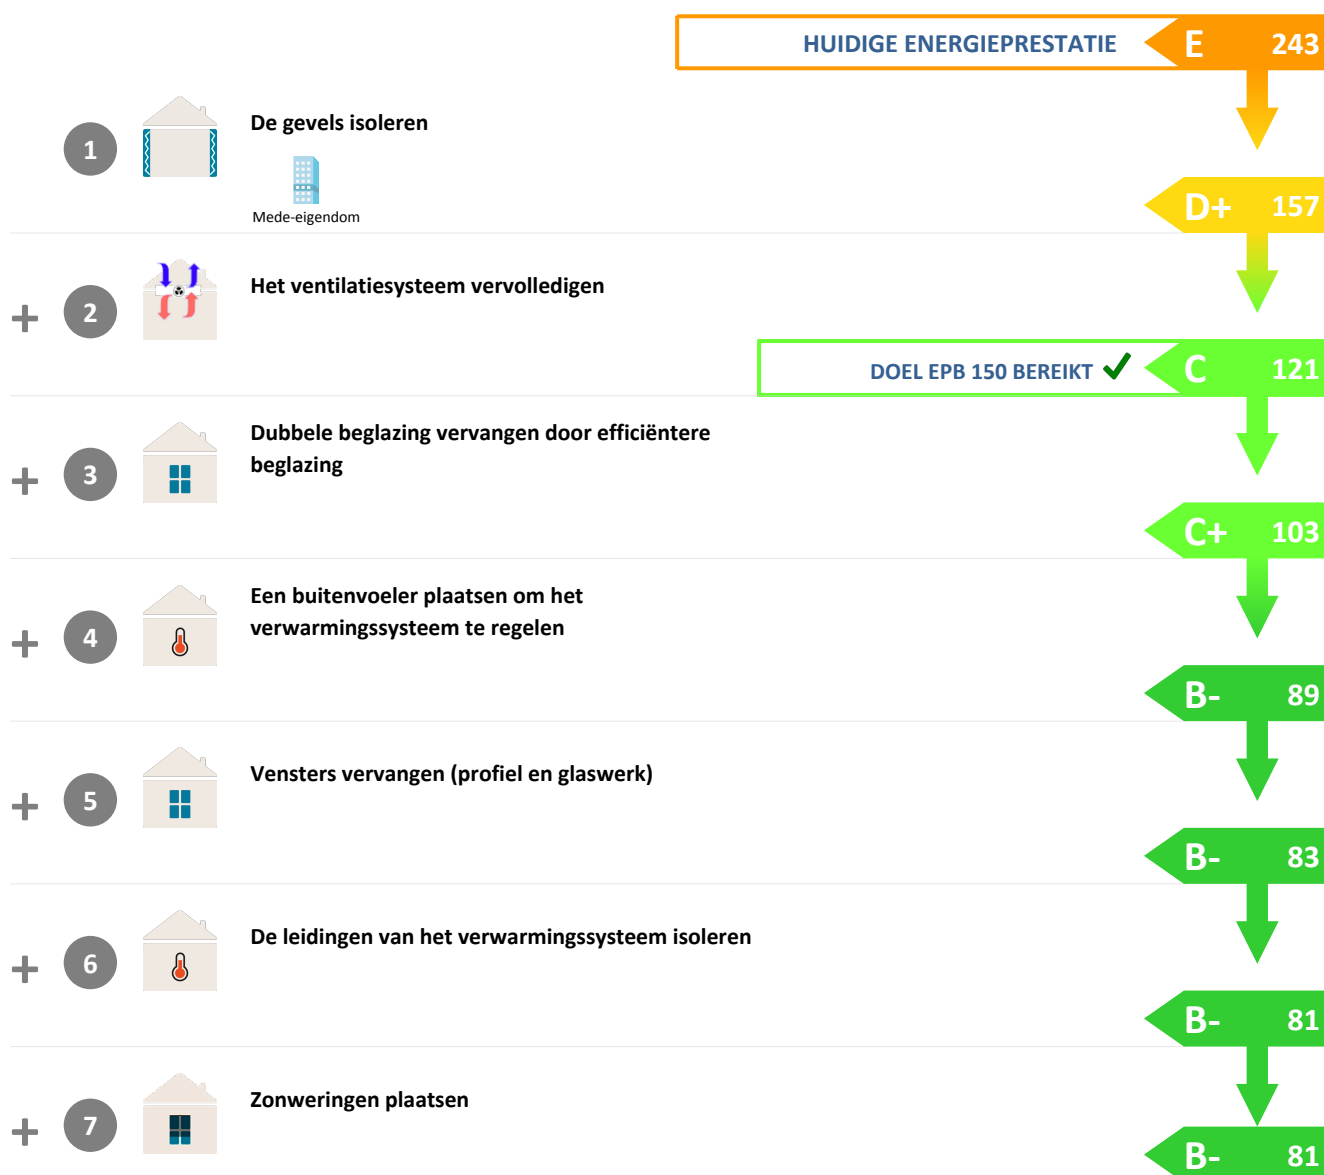 HUIDIGE ENERGIEPRESTATIE E 243
1 De gevels isoleren
Mede-eigendom
D+ 157
+ 2 Het ventilatiesysteem vervolledigen
DOEL EPB 150 BEREIKT ✓ C 121
+ 3 Dubbele beglazing vervangen door efficiëntere
beglazing
C+ 103
+ 4 Een buitenvoeler plaatsen om het
verwarmingssysteem te regelen
B- 89
+ 5 Vensters vervangen (profiel en glaswerk)
B- 83
+ 6 De leidingen van het verwarmingssysteem isoleren
B- 81
+ 7 Zonweringen plaatsen
B- 81